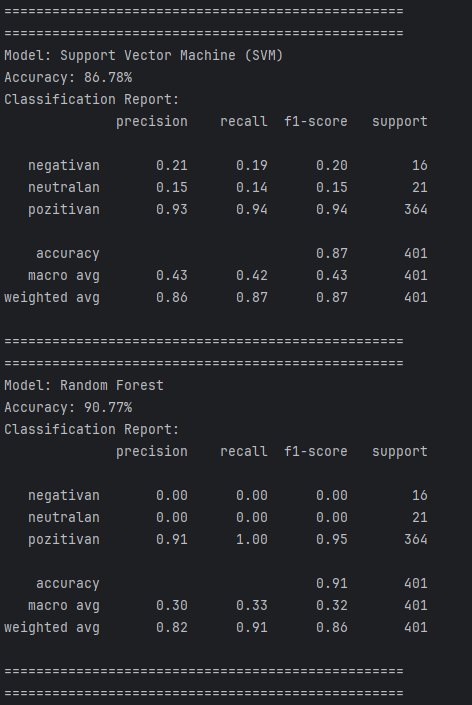 ==================================================
==================================================
Model: Support Vector Machine (SVM)
Accuracy: 86.78%
Classification Report:
              precision    recall  f1-score   support

   negativan       0.21      0.19      0.20        16
   neutralan       0.15      0.14      0.15        21
   pozitivan       0.93      0.94      0.94       364

    accuracy                           0.87       401
   macro avg       0.43      0.42      0.43       401
weighted avg       0.86      0.87      0.87       401

==================================================
==================================================
Model: Random Forest
Accuracy: 90.77%
Classification Report:
              precision    recall  f1-score   support

   negativan       0.00      0.00      0.00        16
   neutralan       0.00      0.00      0.00        21
   pozitivan       0.91      1.00      0.95       364

    accuracy                           0.91       401
   macro avg       0.30      0.33      0.32       401
weighted avg       0.82      0.91      0.86       401

==================================================
==================================================